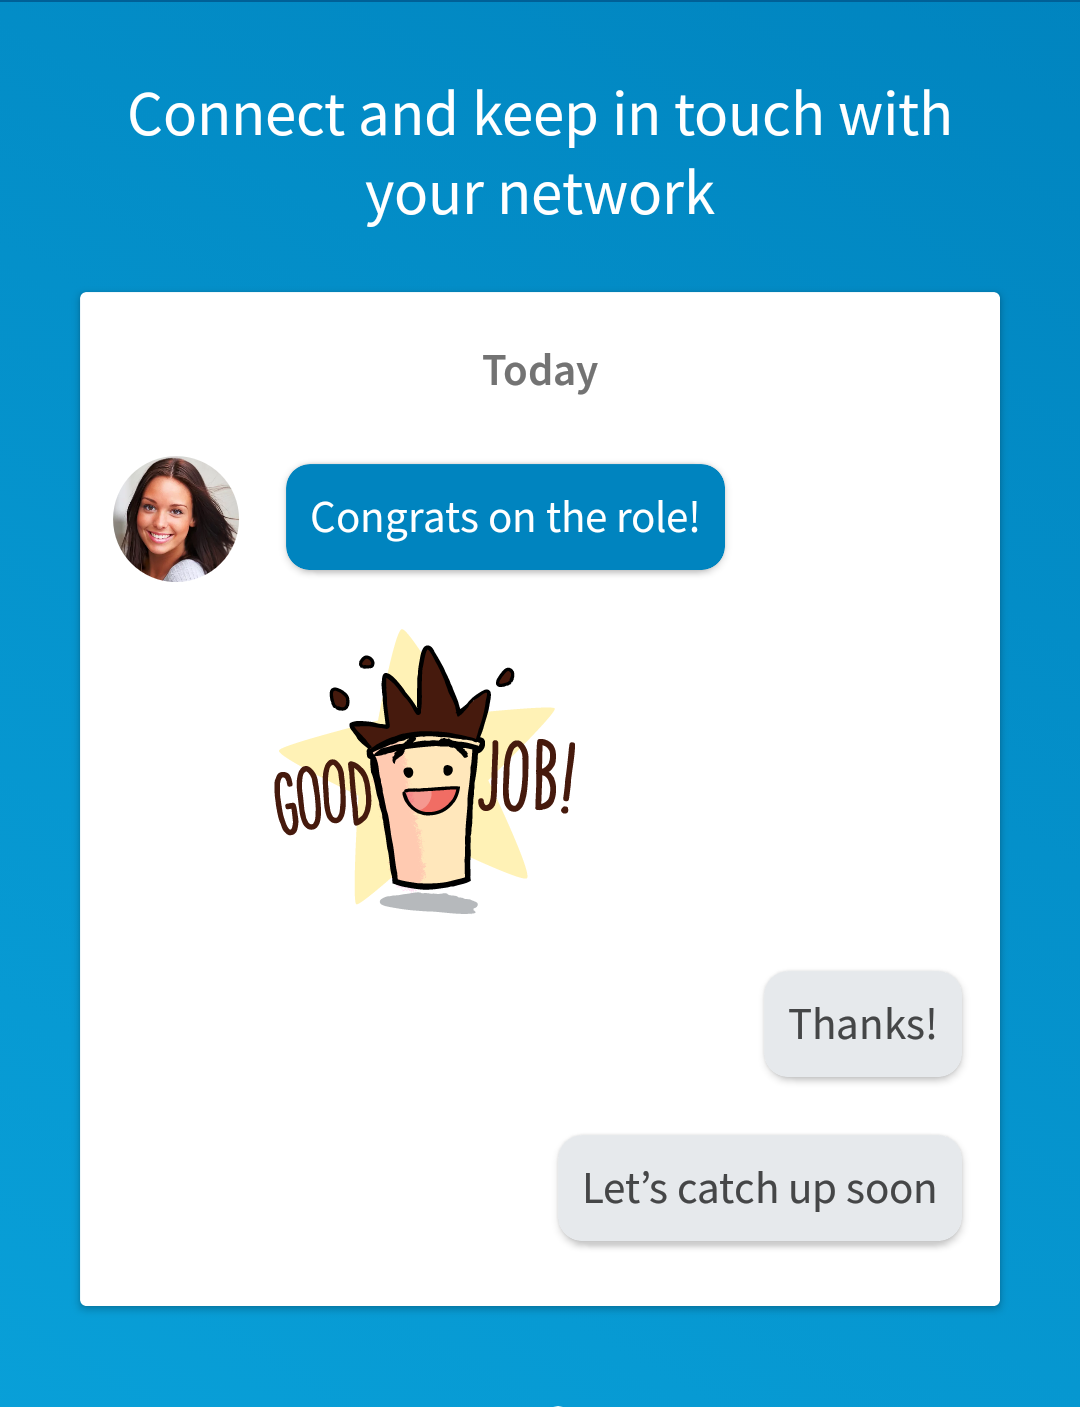 Connect and keep in touch with
your network
Today
Congrats on the role!
GOOD JOB!
Thanks!
Let’s catch up soon